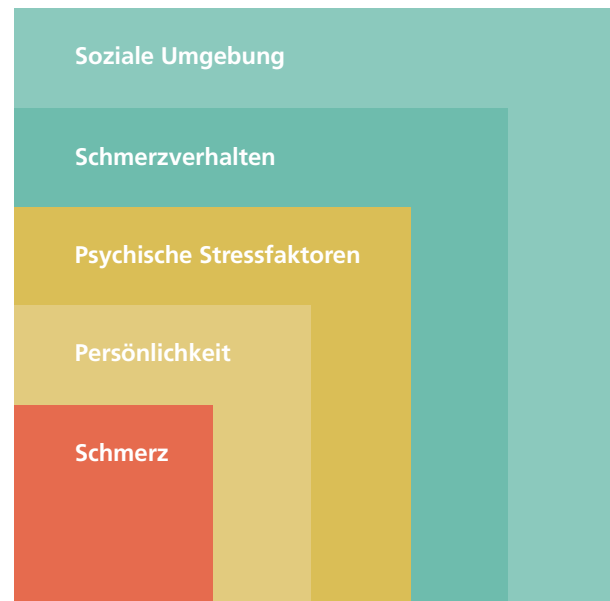 Soziale Umgebung
Schmerzverhalten
Psychische Stressfaktoren
Persönlichkeit
Schmerz